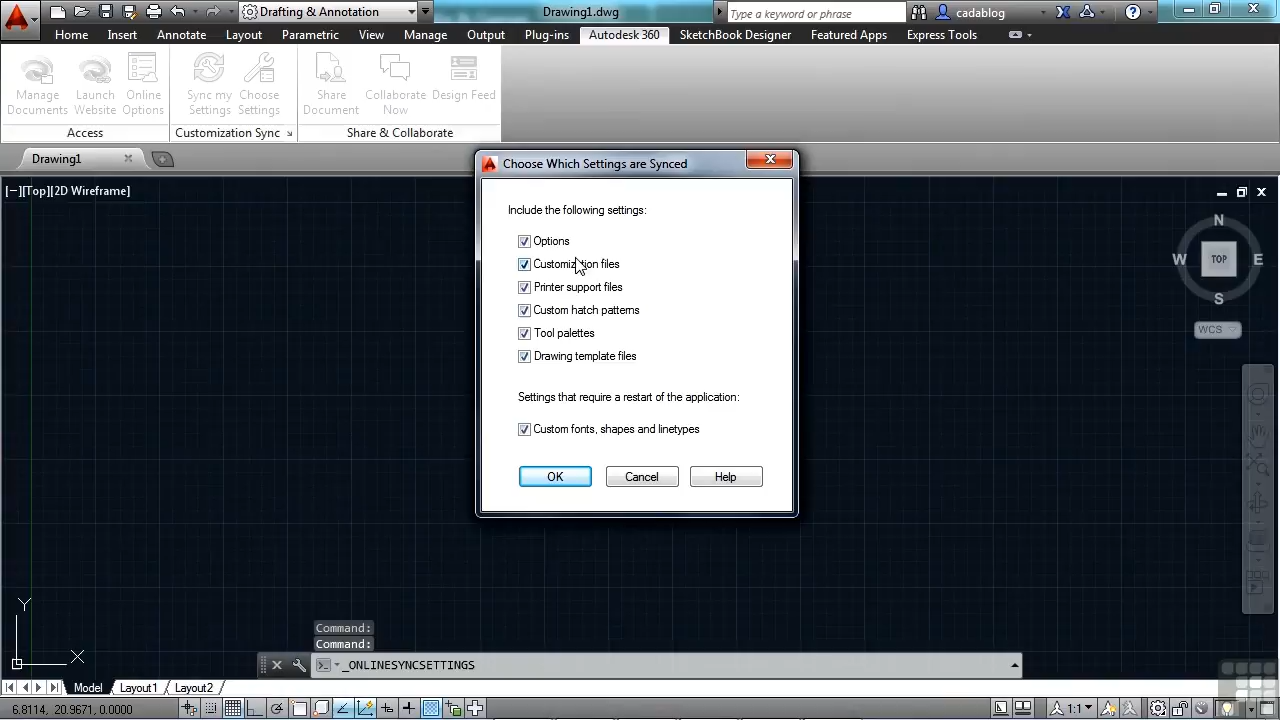 Drafting & Annotation
Drawing1.dwg
Type a keyword or phrase
cadablog
Home Insert Annotate Layout Parametric View Manage Output Plug-ins Autodesk 360 SketchBook Designer Featured Apps Express Tools
Manage Documents
Launch Website
Online Options
Sync my Settings
Choose Settings
Share Document
Collaborate Now
Design Feed
Access
Customization Sync
Share & Collaborate
Drawing1
[−][Top][2D Wireframe]
Choose Which Settings are Synced
Include the following settings:
Options
Customization files
Printer support files
Custom hatch patterns
Tool palettes
Drawing template files
Settings that require a restart of the application:
Custom fonts, shapes and linetypes
OK Cancel Help
N
W TOP E
S
WCS
Y
X
Command:
Command:
_ONLINESYNCSETTINGS
Model Layout1 Layout2
6.8114, 20.9671, 0.0000
1:1